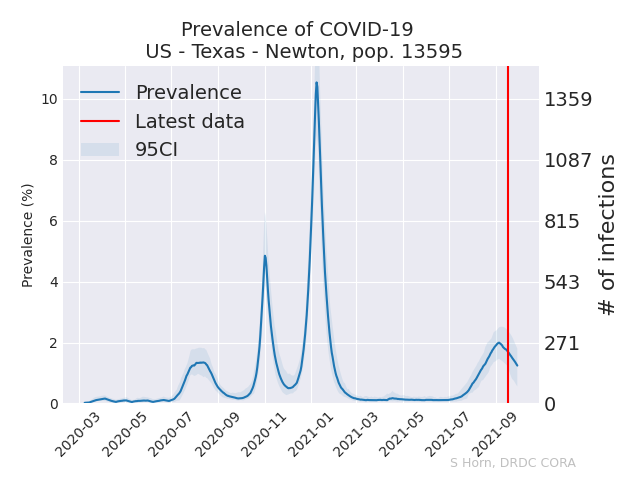 Prevalence of COVID-19
US - Texas - Newton, pop. 13595
Prevalence
Latest data
95CI
Prevalence (%)
10
8
6
4
2
0
1359
1087
815
543
271
0
# of infections
2020-03
2020-05
2020-07
2020-09
2020-11
2021-01
2021-03
2021-05
2021-07
2021-09
S Horn, DRDC CORA